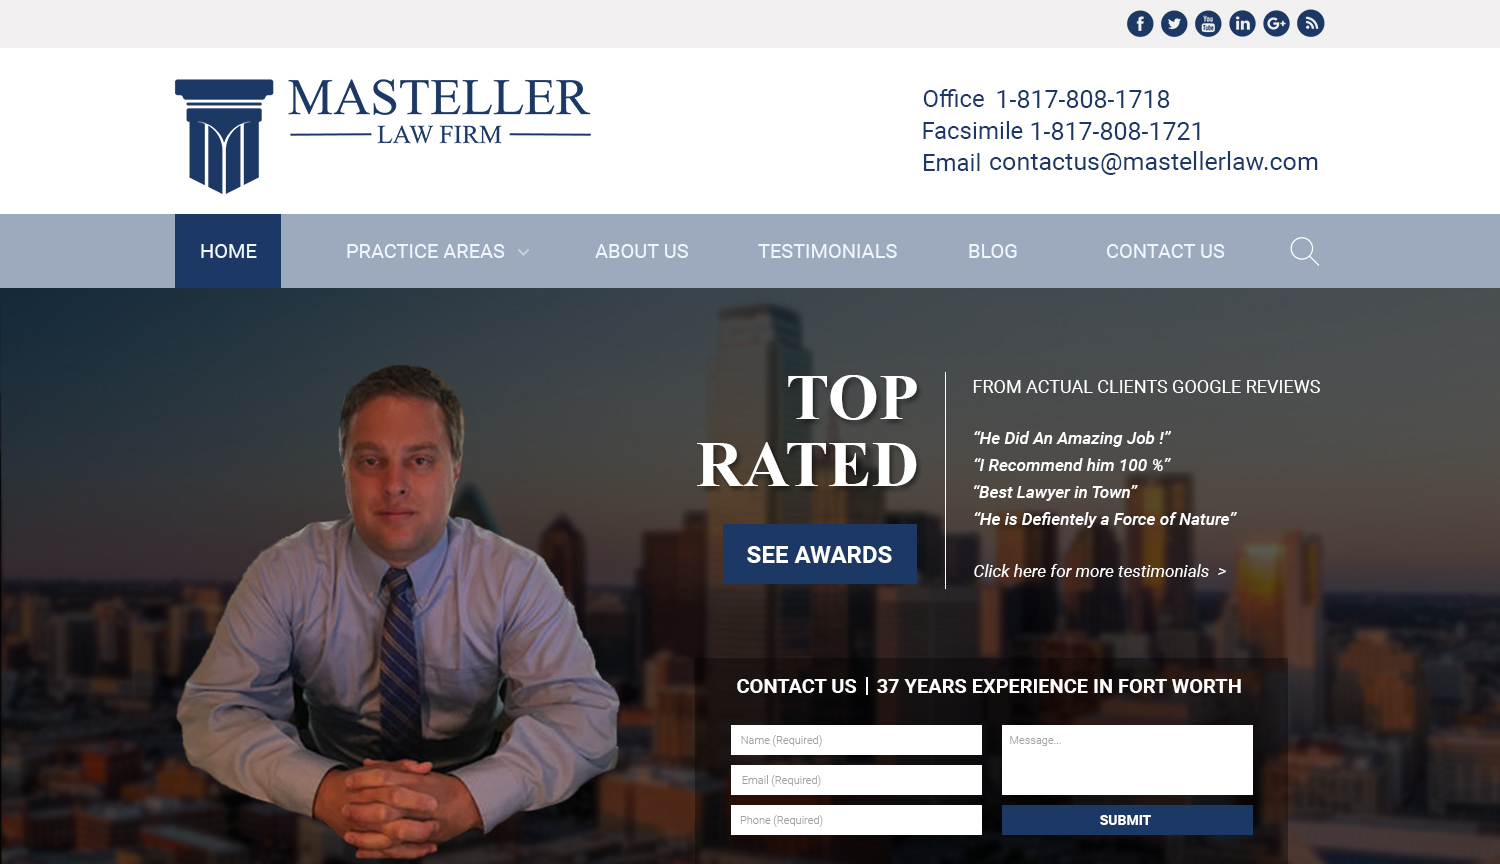 You
Tube
in
G+
MASTELLER
LAW FIRM
Office 1-817-808-1718
Facsimile 1-817-808-1721
Email contactus@mastellerlaw.com
HOME
PRACTICE AREAS
ABOUT US
TESTIMONIALS
BLOG
CONTACT US
TOP
RATED
SEE AWARDS
FROM ACTUAL CLIENTS GOOGLE REVIEWS
“He Did An Amazing Job !”
“I Recommend him 100 %”
“Best Lawyer in Town”
“He is Defientely a Force of Nature”
Click here for more testimonials >
CONTACT US | 37 YEARS EXPERIENCE IN FORT WORTH
Name (Required)
Email (Required)
Phone (Required)
Message...
SUBMIT